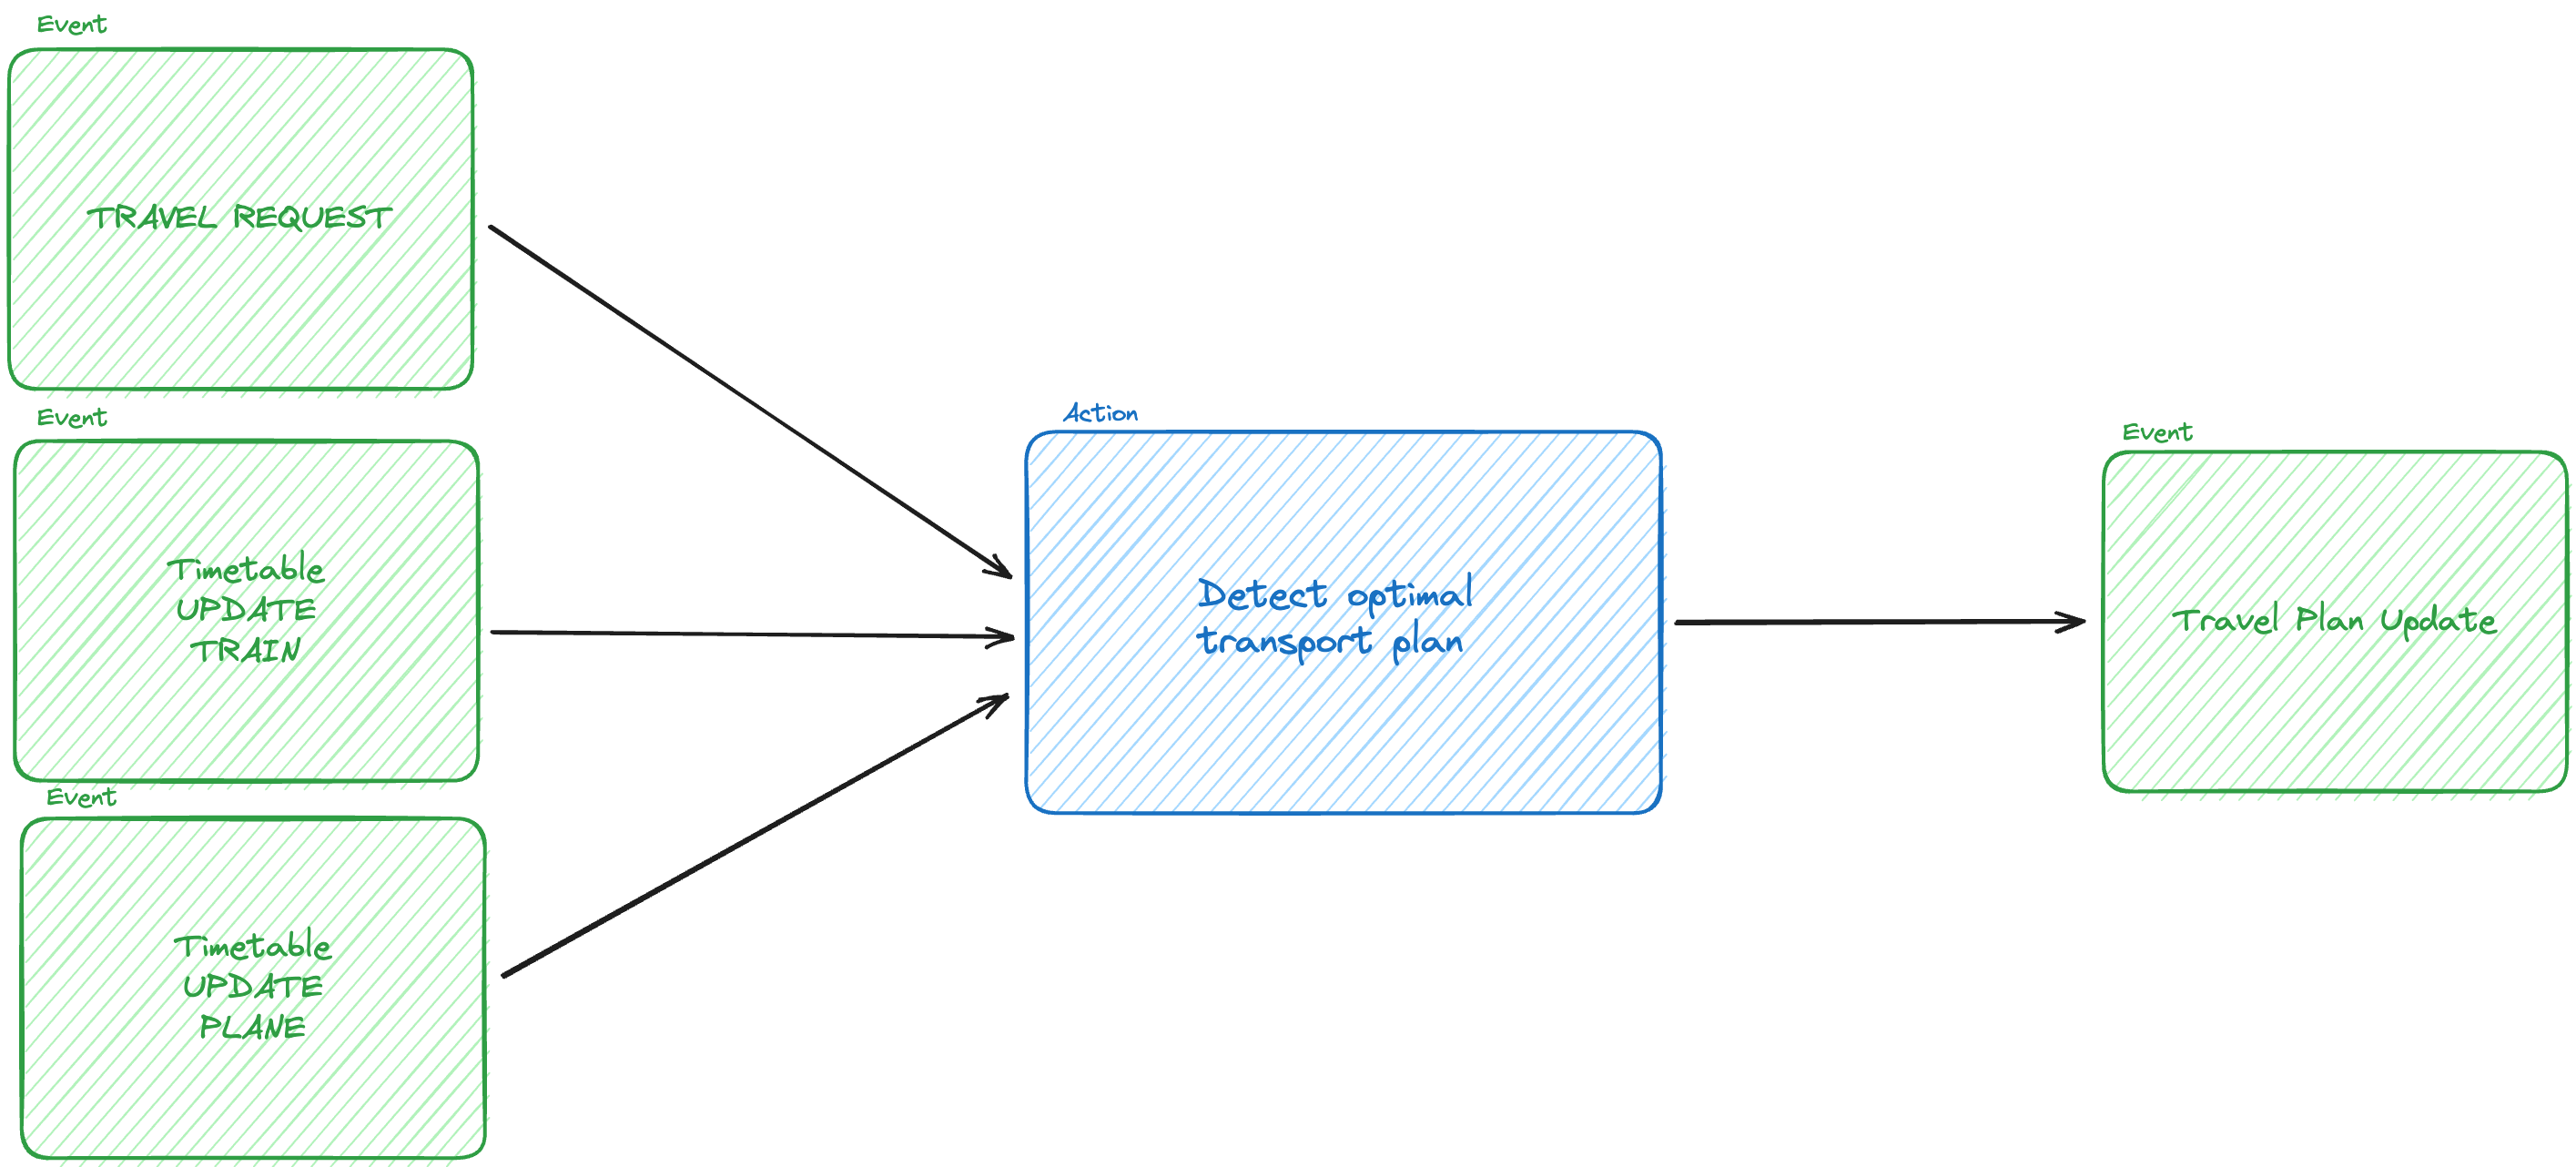 Event
TRAVEL REQUEST
Event
Timetable
UPDATE
TRAIN
Event
Timetable
UPDATE
PLANE
Action
Detect optimal
transport plan
Event
Travel Plan Update